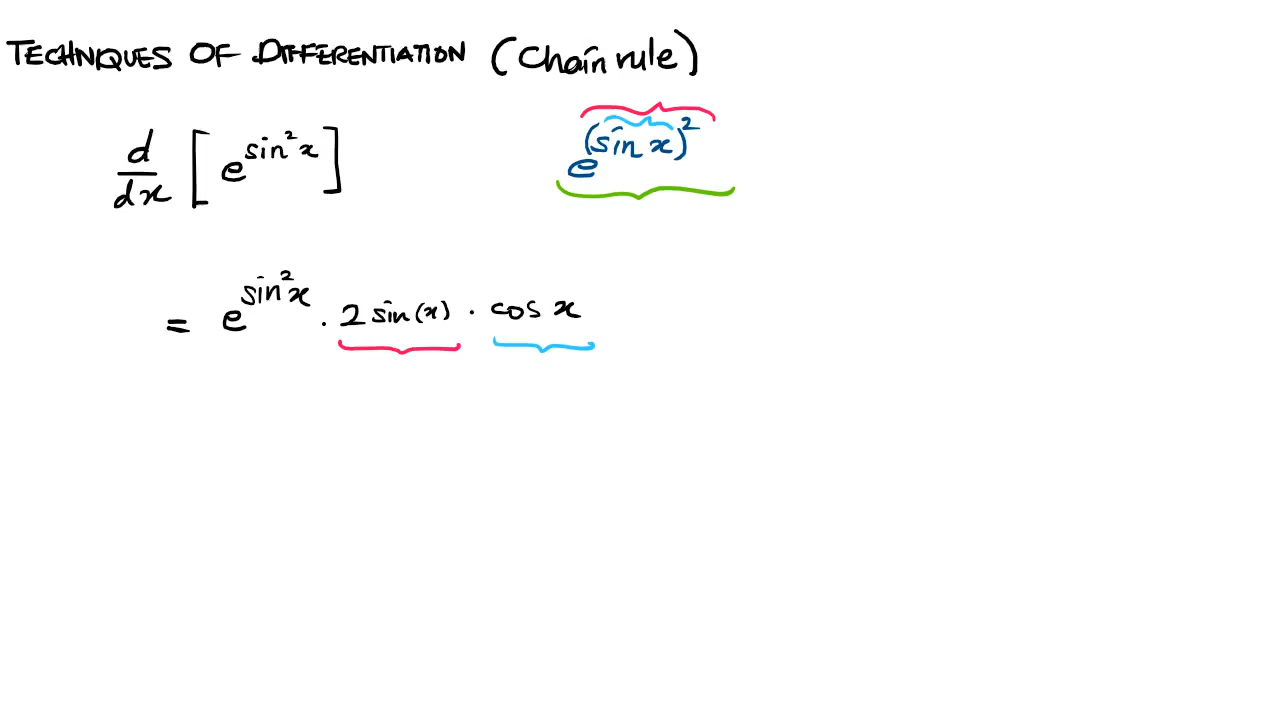 TECHNIQUES OF DIFFERENTIATION (Chain rule)
d/dx [e^{sin²x}]
e^{(sin x)²}
= e^{sin²x} · 2 sin(x) · cos x